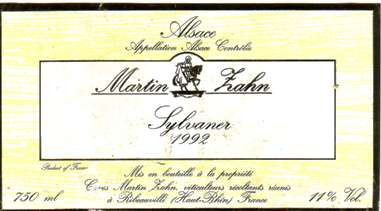 Alsace
Appellation Alsace Contrôlée
Martin Zahn
Sylvaner
1992
Product of France
Mis en bouteille à la propriété
Caves Martin Zahn, viticulteurs récoltants réunis
750 ml à Ribeauvillé (Haut-Rhin) France 11% Vol.